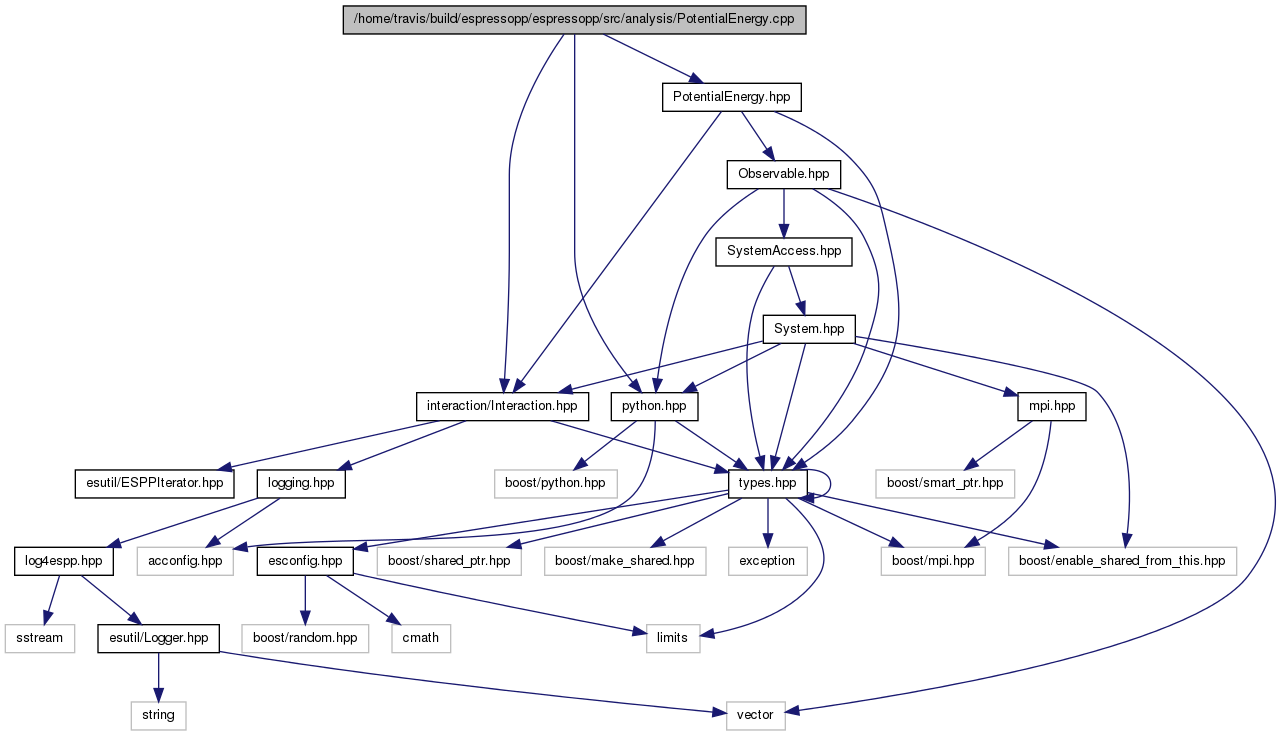 /home/travis/build/espressopp/espressopp/src/analysis/PotentialEnergy.cpp
PotentialEnergy.hpp
Observable.hpp
SystemAccess.hpp
System.hpp
interaction/Interaction.hpp
python.hpp
mpi.hpp
esutil/ESPPIterator.hpp
logging.hpp
boost/python.hpp
types.hpp
boost/smart_ptr.hpp
log4espp.hpp
acconfig.hpp
esconfig.hpp
boost/shared_ptr.hpp
boost/make_shared.hpp
exception
boost/mpi.hpp
boost/enable_shared_from_this.hpp
sstream
esutil/Logger.hpp
boost/random.hpp
cmath
limits
string
vector